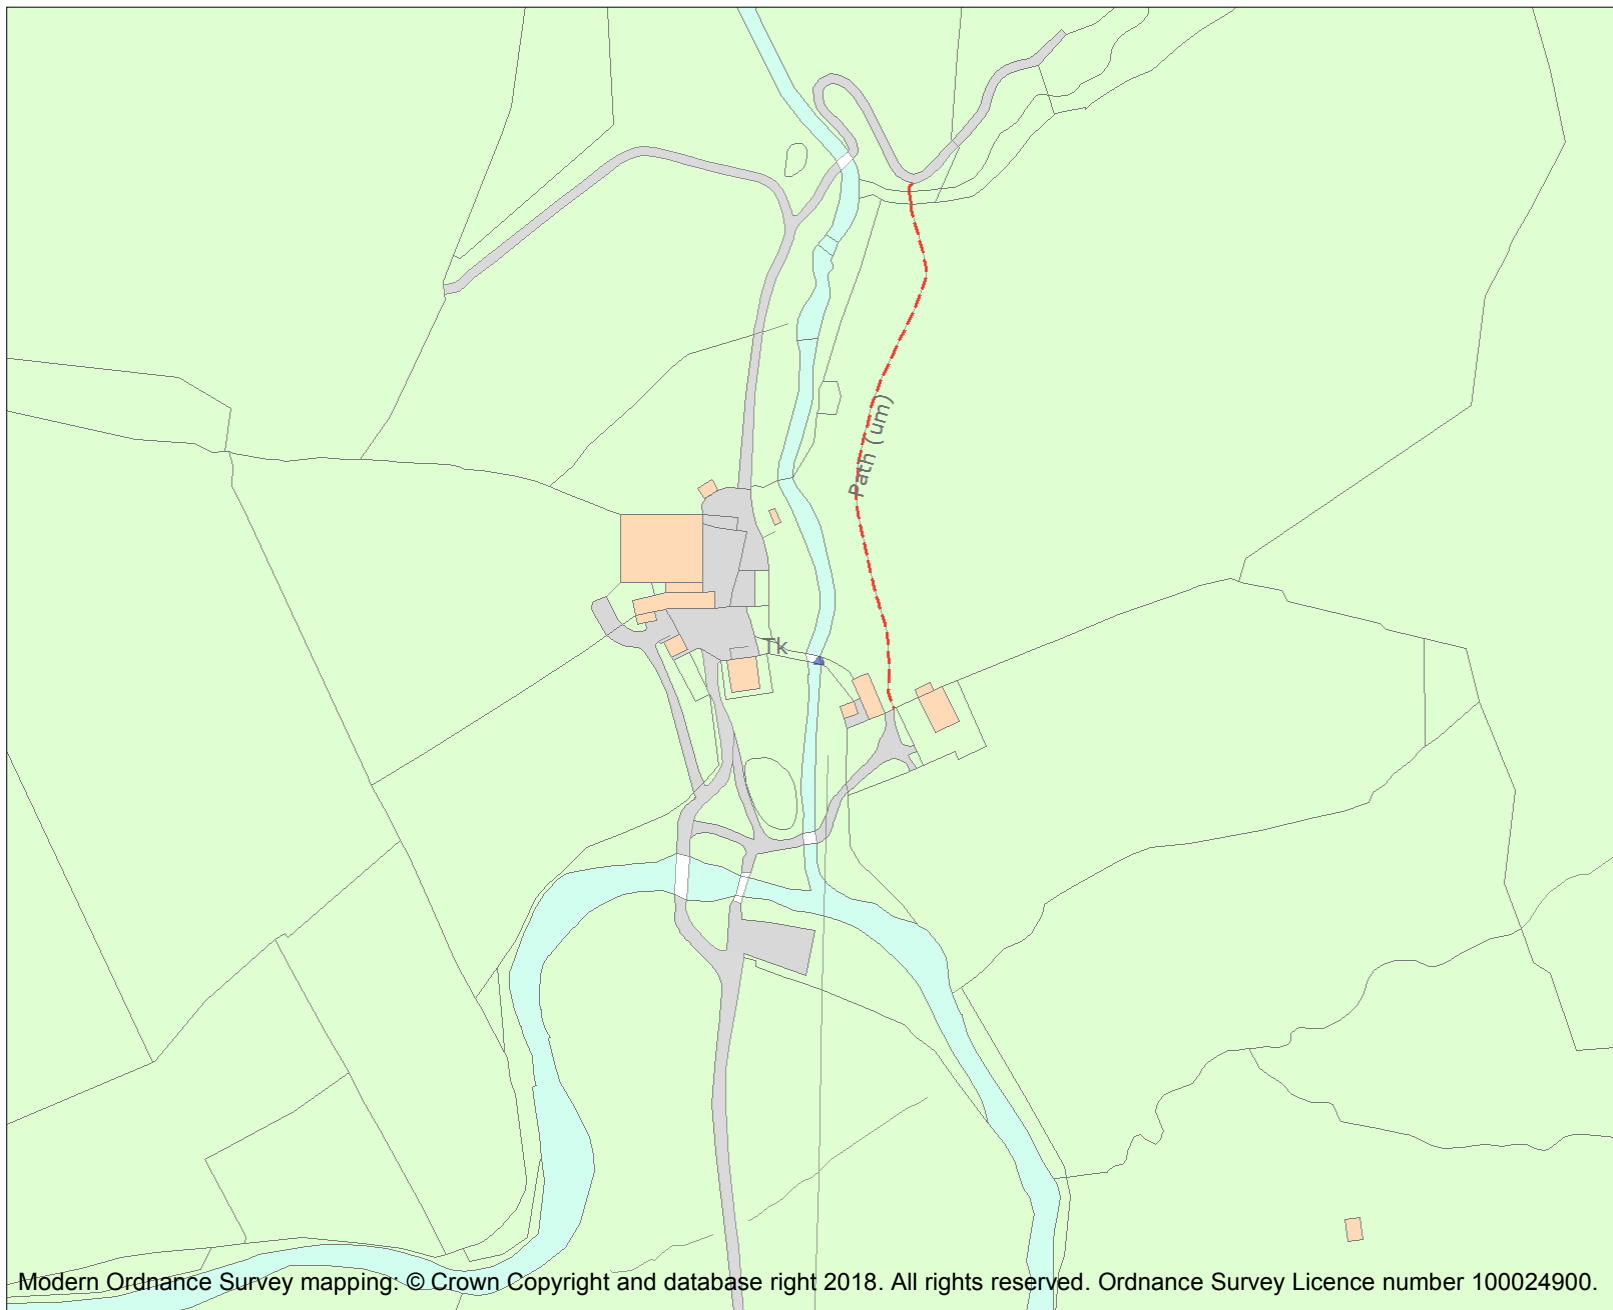 Path (um)
Tk
Modern Ordnance Survey mapping: © Crown Copyright and database right 2018. All rights reserved. Ordnance Survey Licence number 100024900.